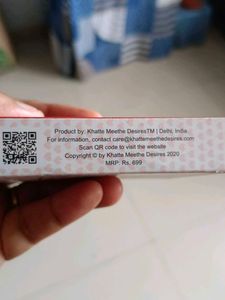 Product by: Khatte Meethe DesiresTM | Delhi, India
For information, contact.care@khattemeethedesires.com
Scan QR code to visit the website
Copyright © by Khatte Meethe Desires 2020
MRP: Rs. 699